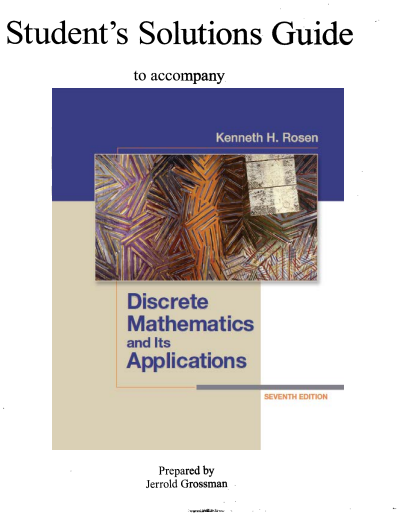 Student's Solutions Guide
to accompany
Kenneth H. Rosen
Discrete
Mathematics
and Its
Applications
SEVENTH EDITION
Prepared by
Jerrold Grossman